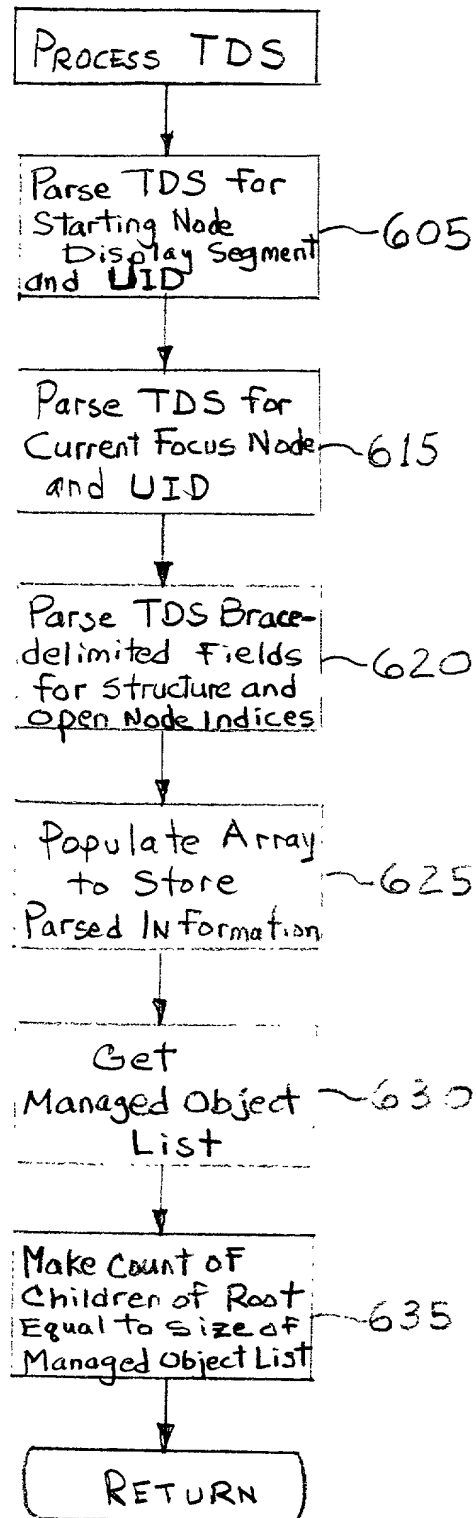 PROCESS TDS
Parse TDS for
Starting Node
Display Segment
and UID
605
Parse TDS for
Current Focus Node
and UID
615
Parse TDS Brace-
delimited Fields
for Structure and
Open Node Indices
620
Populate Array
to Store
Parsed INformation
625
Get
Managed Object
List
630
Make Count of
Children of Root
Equal to Size of
Managed Object List
635
RETURN